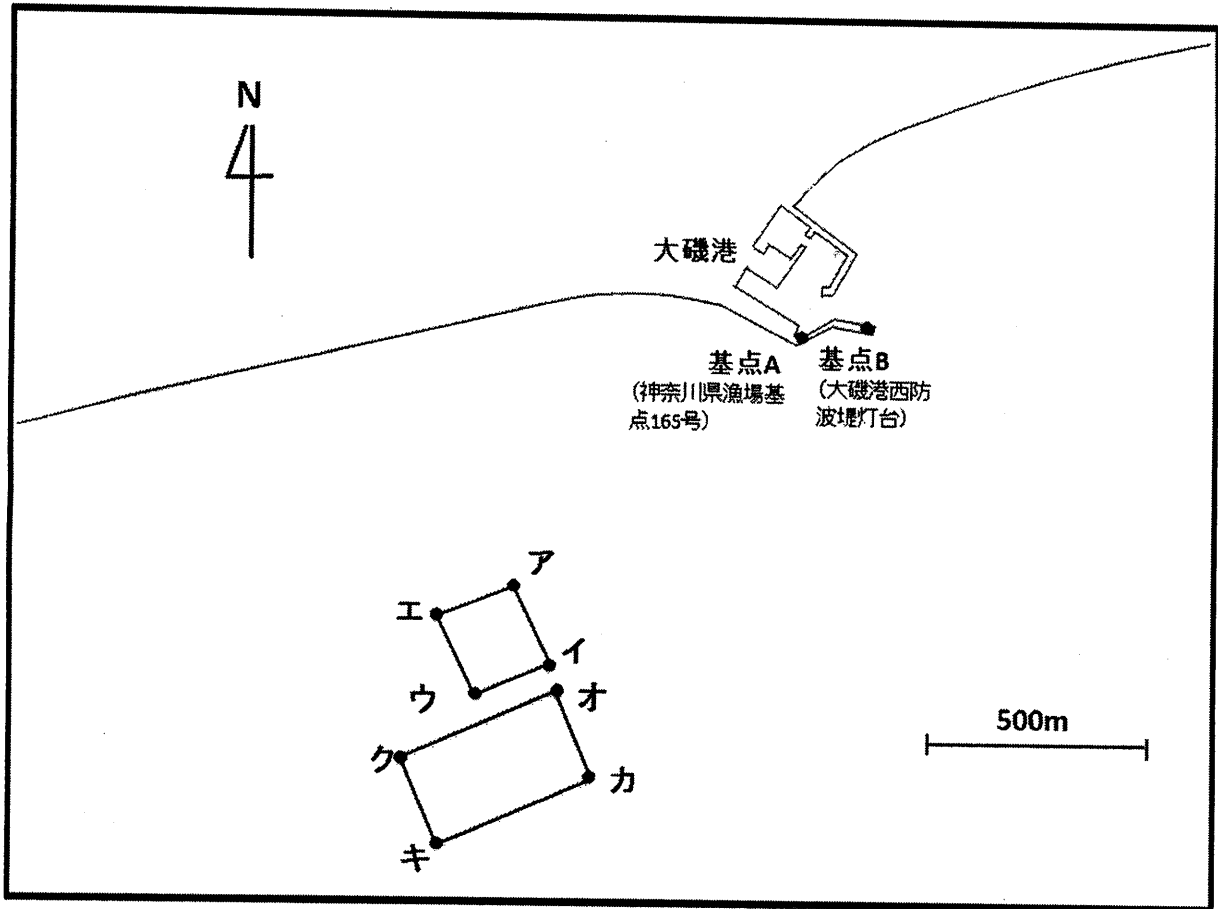 N
大磯港
基点A
(神奈川県漁場基
点165号)
基点B
(大磯港西防
波堤灯台)
ア
エ
イ
ウ
オ
ク
カ
キ
500m